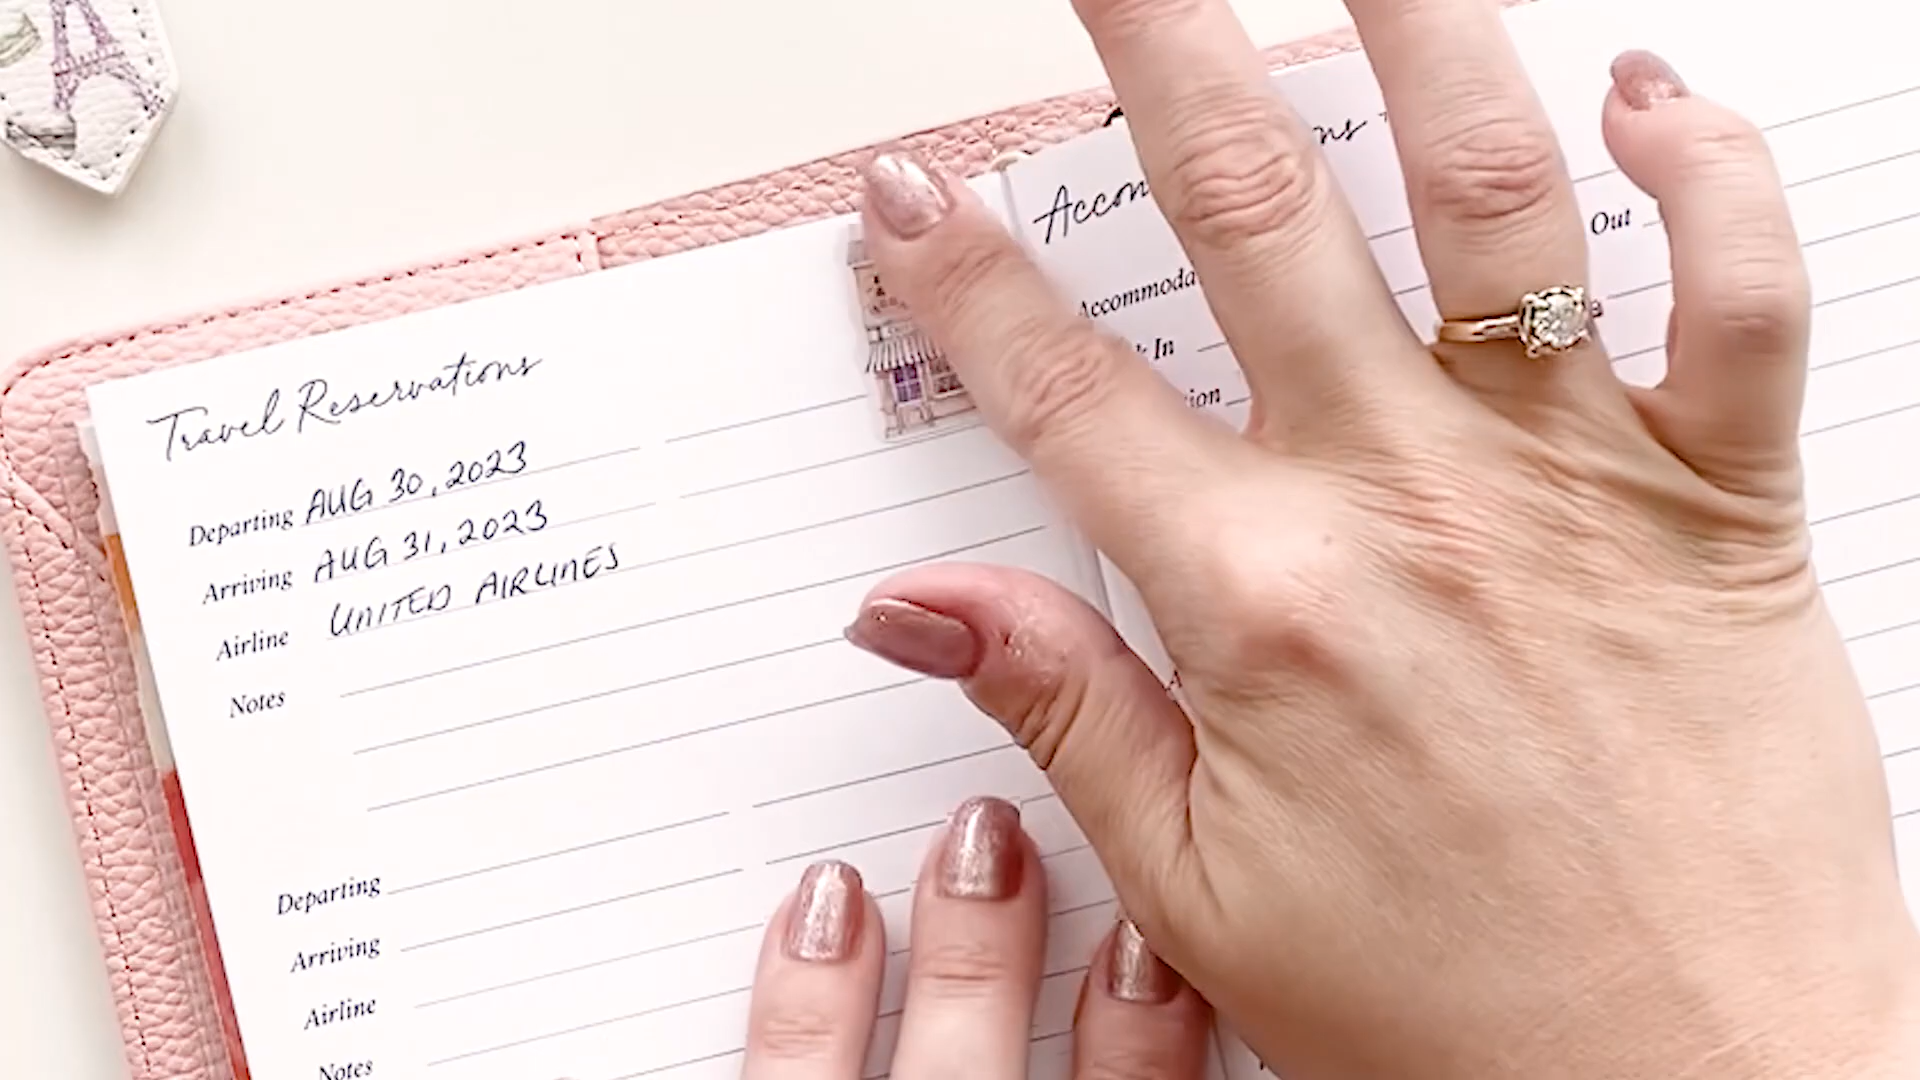 Travel Reservations
Departing AUG 30, 2023
Arriving AUG 31, 2023
Airline UNITED AIRLINES
Notes
Departing
Arriving
Airline
Notes
Out
In